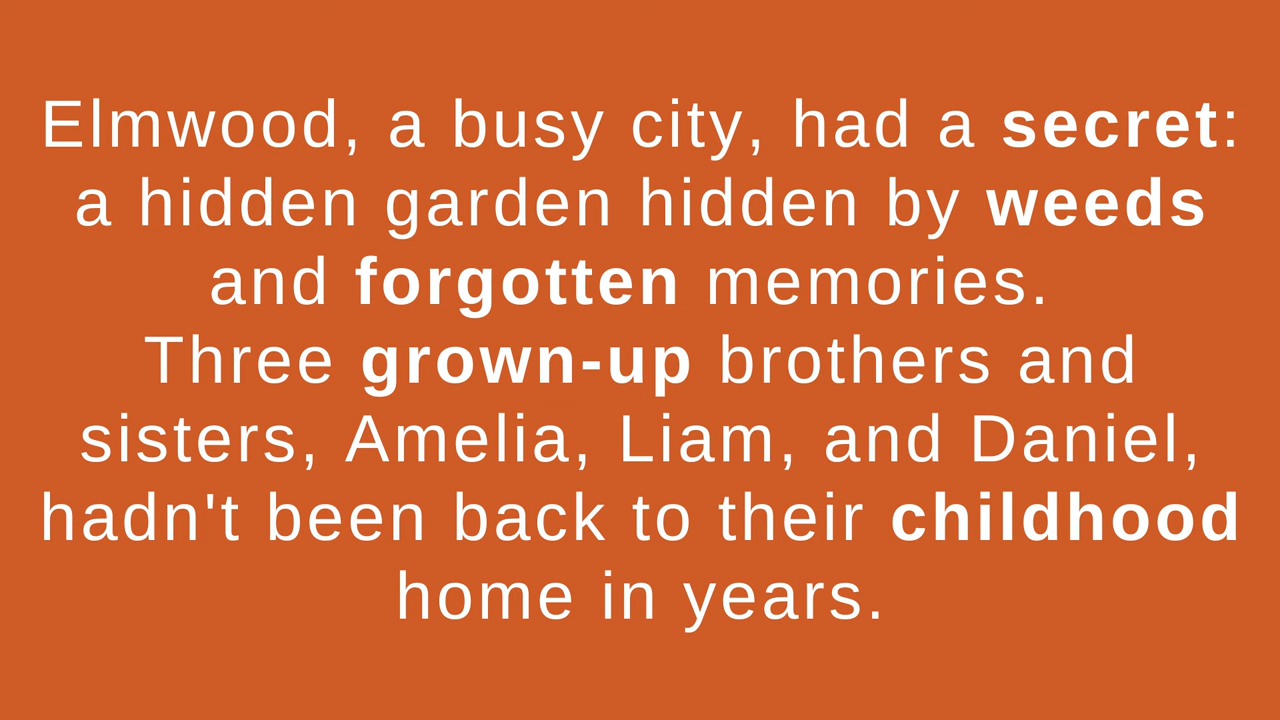 Elmwood, a busy city, had a secret:
a hidden garden hidden by weeds
and forgotten memories.
Three grown-up brothers and
sisters, Amelia, Liam, and Daniel,
hadn't been back to their childhood
home in years.